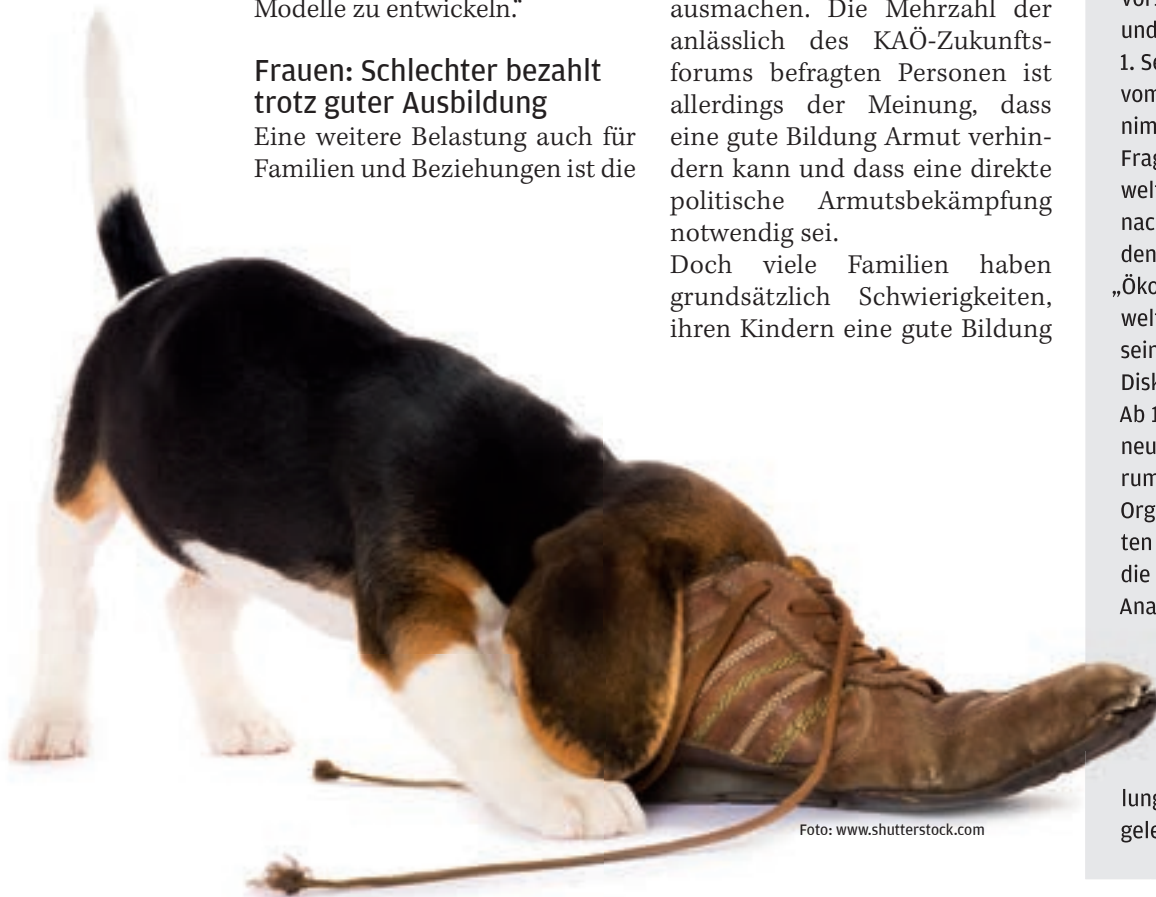 Modelle zu entwickeln."
Frauen: Schlechter bezahlt
trotz guter Ausbildung
Eine weitere Belastung auch für
Familien und Beziehungen ist die
ausmachen. Die Mehrzahl der
anlässlich des KAÖ-Zukunfts-
forums befragten Personen ist
allerdings der Meinung, dass
eine gute Bildung Armut verhin-
dern kann und dass eine direkte
politische Armutsbekämpfung
notwendig sei.
Doch viele Familien haben
grundsätzlich Schwierigkeiten,
ihren Kindern eine gute Bildung
und
1. Se
vom
nim
Frag
welt
nac
den
„Öko
welt
sein
Disk
Ab 1
neu
rum
Org
ten
die
Ana
lung
gele
Foto: www.shutterstock.com